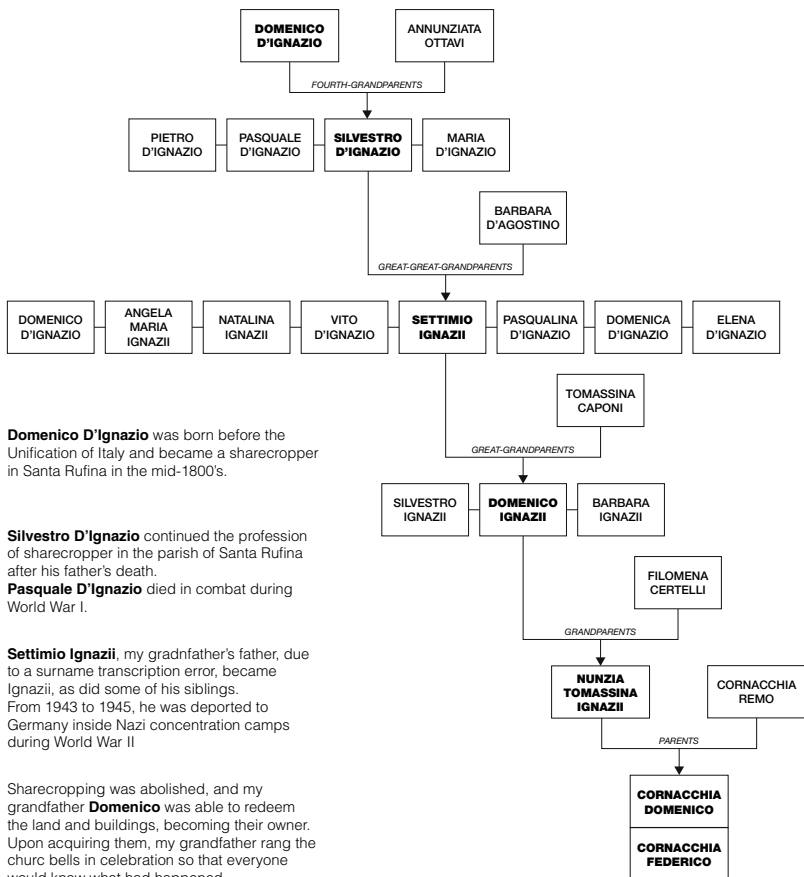 DOMENICO
D'IGNAZIO
ANNUNZIATA
OTTAVI
FOURTH-GRANDPARENTS
PIETRO
D'IGNAZIO
PASQUALE
D'IGNAZIO
SILVESTRO
D'IGNAZIO
MARIA
D'IGNAZIO
BARBARA
D'AGOSTINO
GREAT-GREAT-GRANDPARENTS
DOMENICO
D'IGNAZIO
ANGELA
MARIA
IGNAZII
NATALINA
IGNAZII
VITO
D'IGNAZIO
SETTIMIO
IGNAZII
PASQUALINA
D'IGNAZIO
DOMENICA
D'IGNAZIO
ELENA
D'IGNAZIO
TOMASSINA
CAPONI
GREAT-GRANDPARENTS
SILVESTRO
IGNAZII
DOMENICO
IGNAZII
BARBARA
IGNAZII
FILOMENA
CERTELLI
GRANDPARENTS
NUNZIA
TOMASSINA
IGNAZII
CORNACCHIA
REMO
PARENTS
CORNACCHIA
DOMENICO
CORNACCHIA
FEDERICO
Domenico D'Ignazio was born before the
Unification of Italy and became a sharecropper
in Santa Rufina in the mid-1800's.
Silvestro D'Ignazio continued the profession
of sharecropper in the parish of Santa Rufina
after his father's death.
Pasquale D'Ignazio died in combat during
World War I.
Settimio Ignazii, my gradnfather's father, due
to a surname transcription error, became
Ignazii, as did some of his siblings.
From 1943 to 1945, he was deported to
Germany inside Nazi concentration camps
during World War II
Sharecropping was abolished, and my
grandfather Domenico was able to redeem
the land and buildings, becoming their owner.
Upon acquiring them, my grandfather rang the
churc bells in celebration so that everyone
would know what had happened